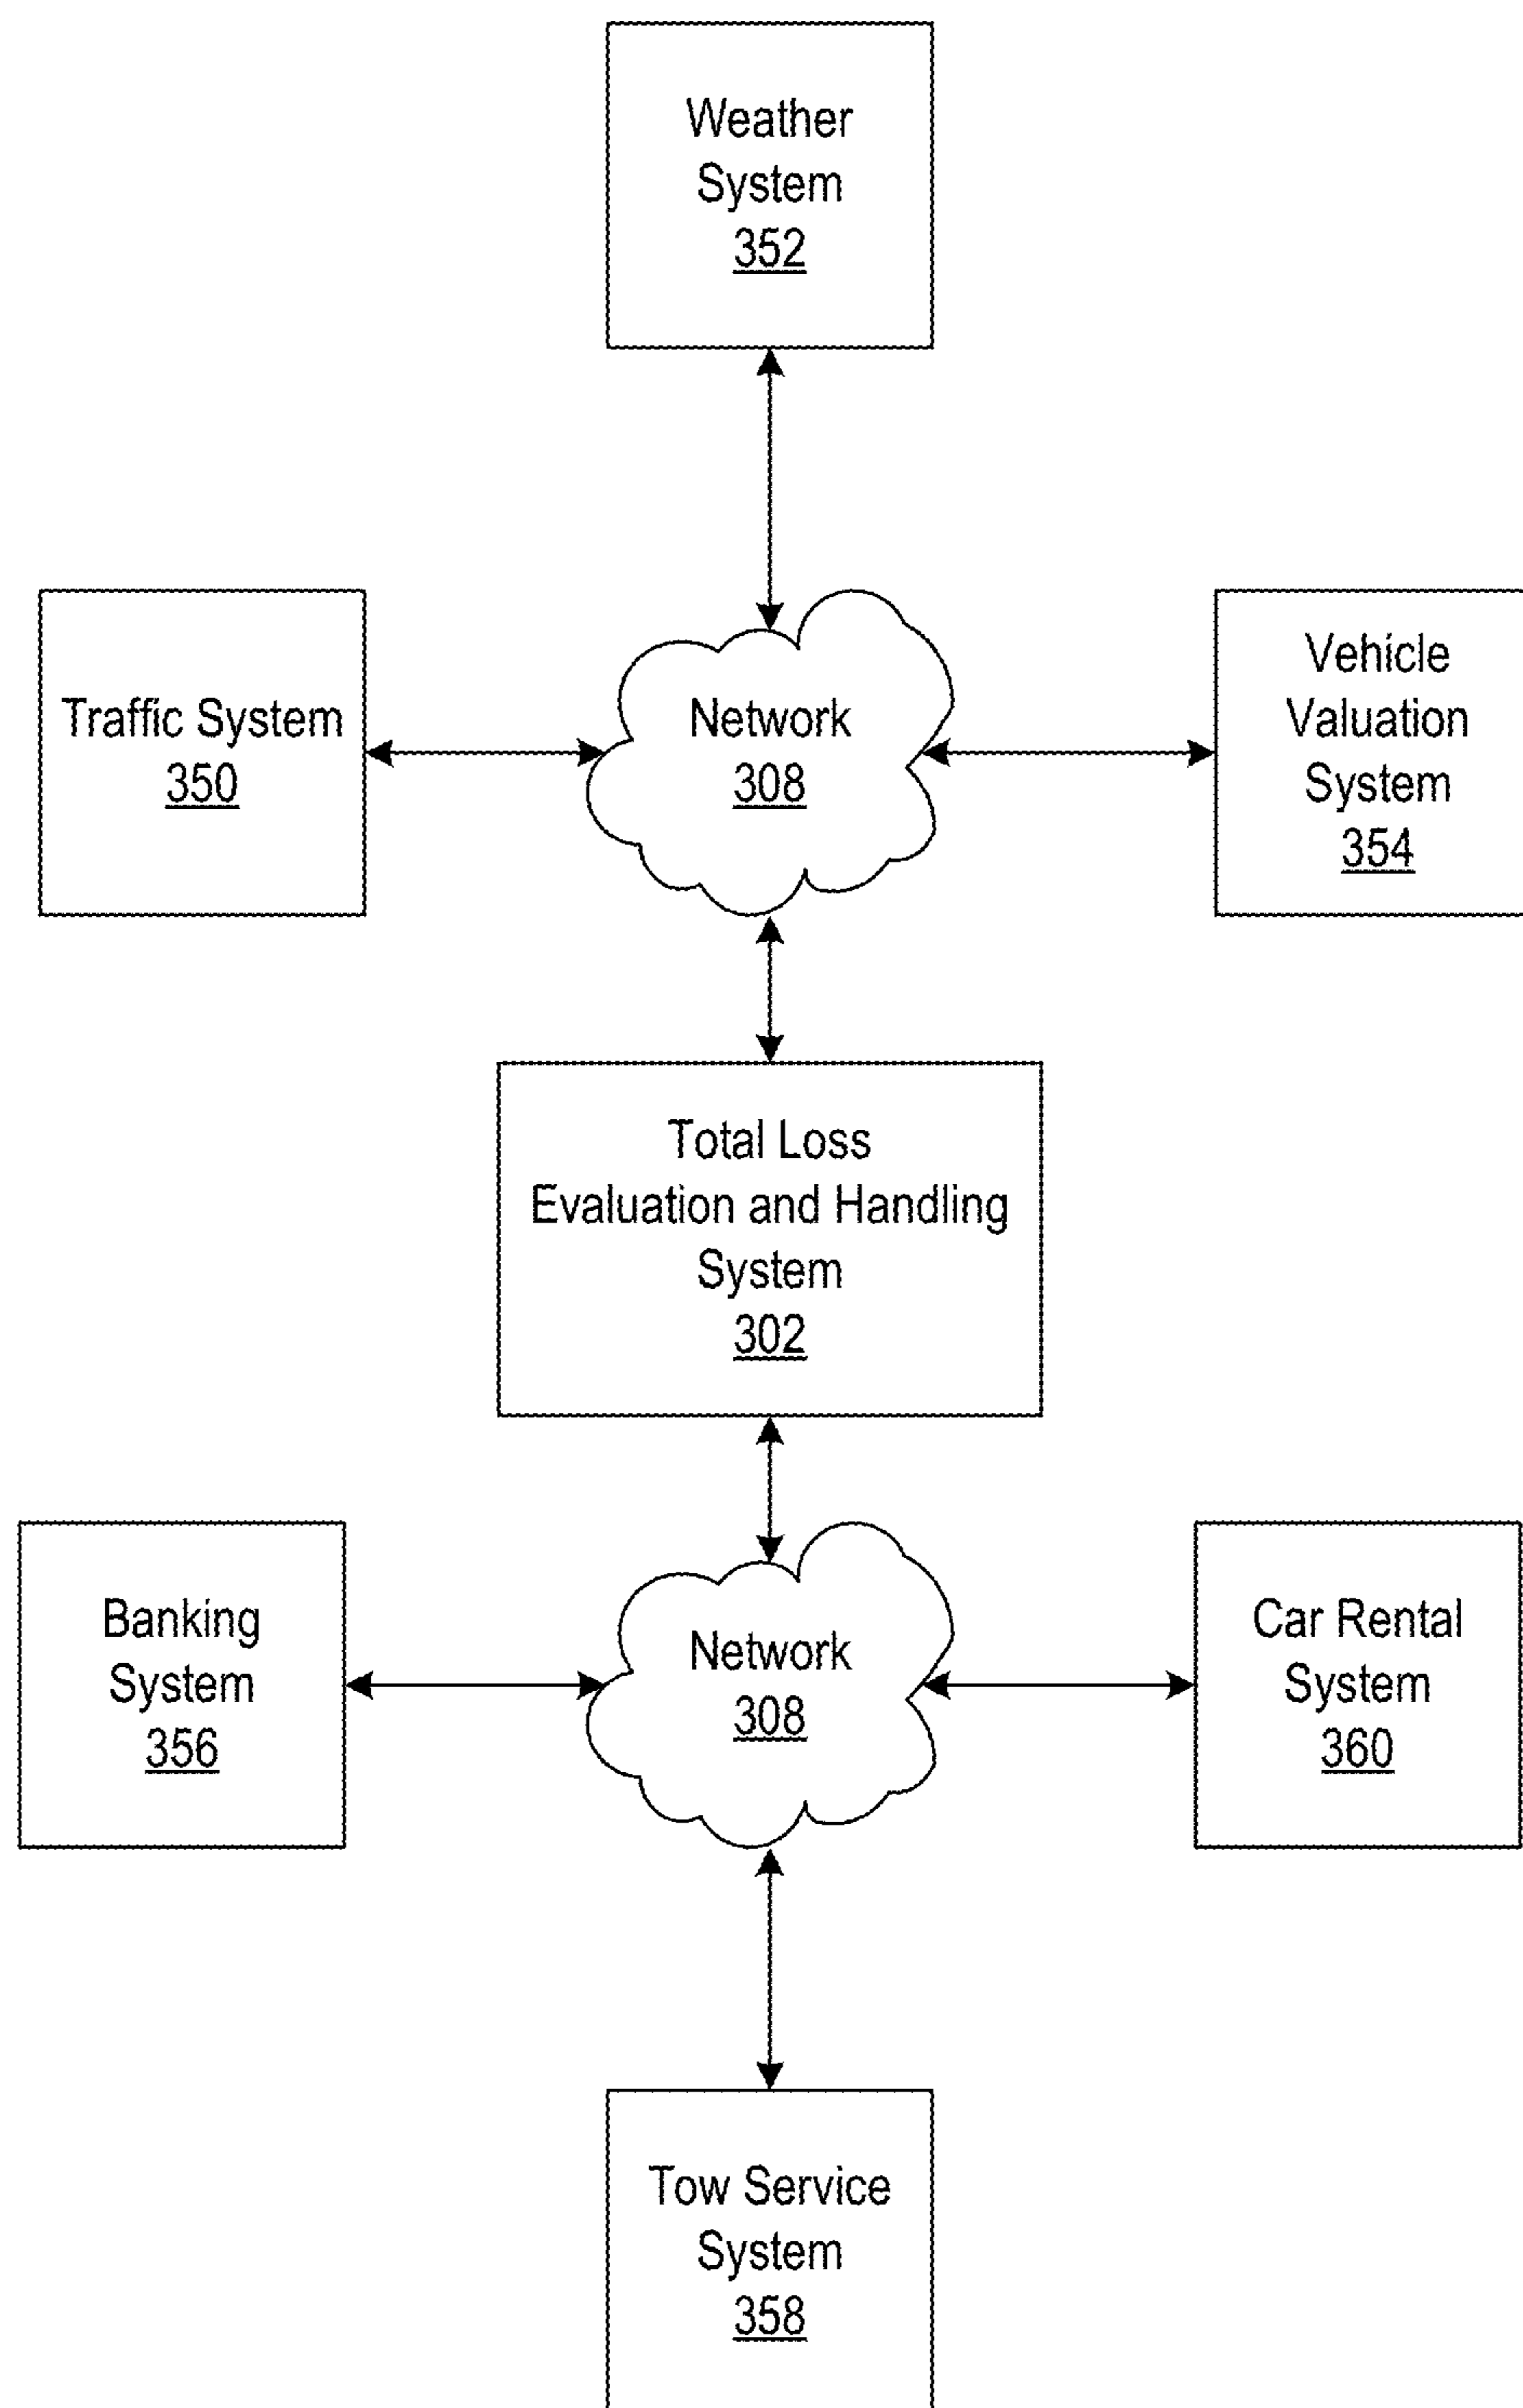 Weather
System
352
Traffic System
350
Network
308
Vehicle
Valuation
System
354
Total Loss
Evaluation and Handling
System
302
Banking
System
356
Network
308
Car Rental
System
360
Tow Service
System
358